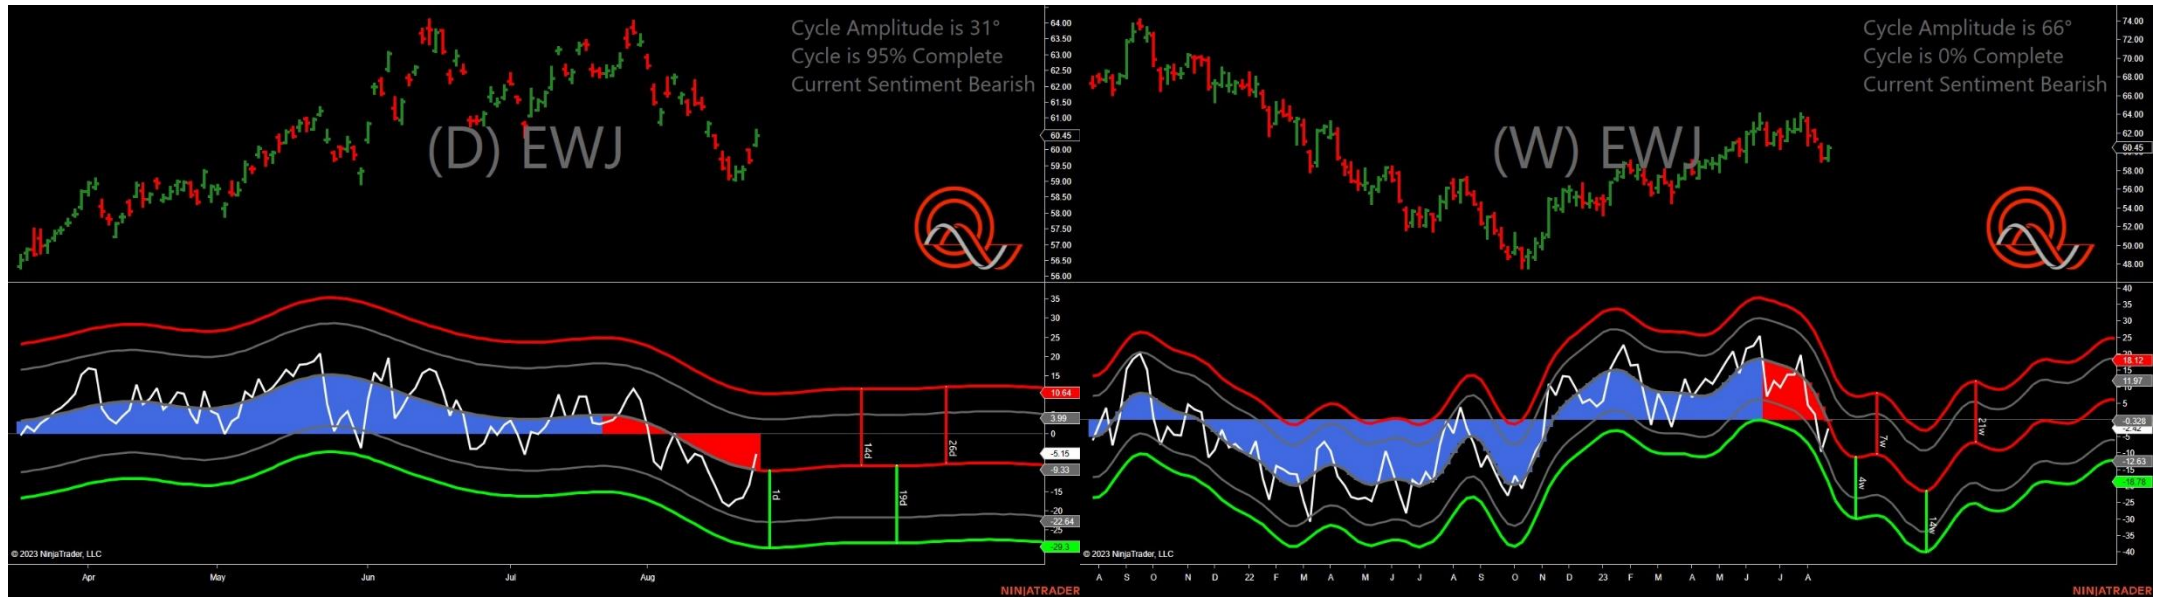 Cycle Amplitude is 31°
Cycle is 95% Complete
Current Sentiment Bearish
(D) EWJ
64.00
63.50
63.00
62.50
62.00
61.50
61.00
60.45
60.00
59.50
59.00
58.50
58.00
57.50
57.00
56.50
56.00
35
30
25
20
15
10.64
3.99
0
-5.15
-9.33
-15
-20
-22.64
-25
-29.3
14d
26d
1d
19d
© 2023 NinjaTrader, LLC
Apr
May
Jun
Jul
Aug
NINJATRADER
Cycle Amplitude is 66°
Cycle is 0% Complete
Current Sentiment Bearish
(W) EWJ
74.00
72.00
70.00
68.00
66.00
64.00
62.00
60.45
58.00
56.00
54.00
52.00
50.00
48.00
40
35
30
25
20
18.12
11.97
5
-0.328
-2.42
-5
-10
-12.63
-15
-18.78
-25
-30
-35
-40
7w
21w
4w
14w
© 2023 NinjaTrader, LLC
A S O N D 22 F M A M J J A S O N D 23 F M A M J J A
NINJATRADER